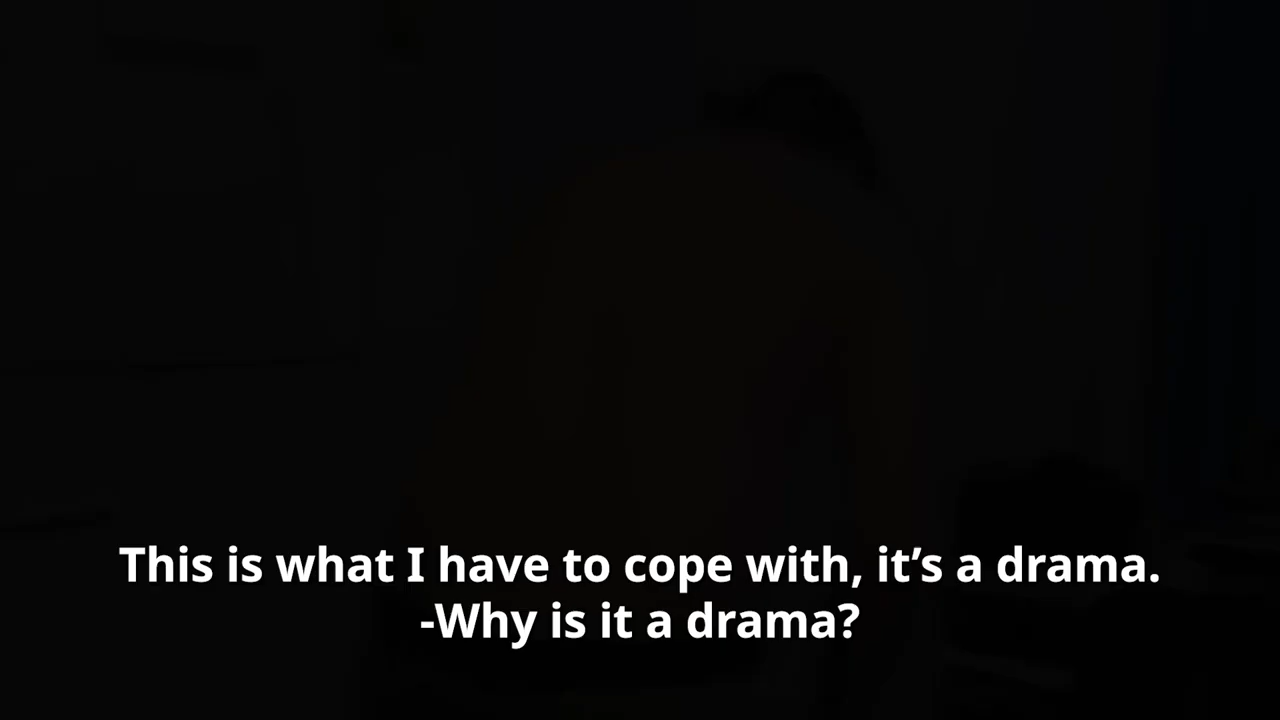 This is what I have to cope with, it’s a drama.
-Why is it a drama?